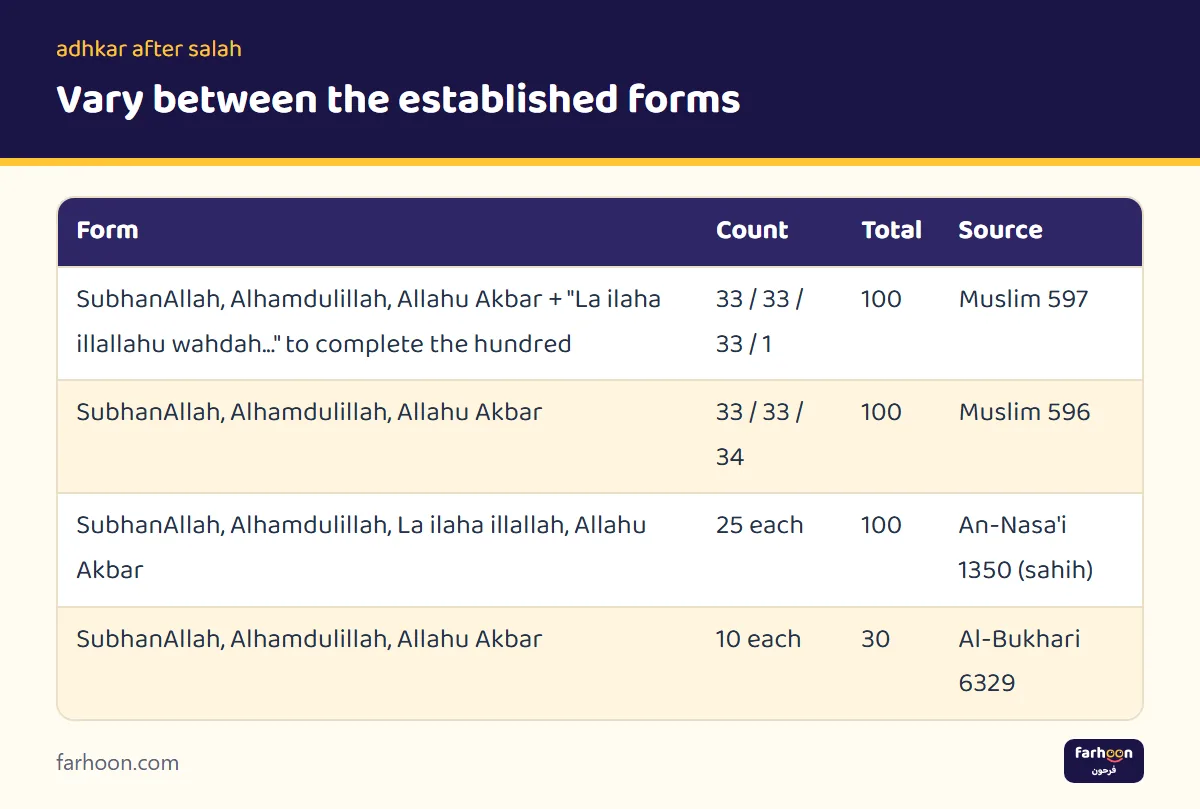 adhkar after salah
Vary between the established forms
Form Count Total Source
SubhanAllah, Alhamdulillah, Allahu Akbar + "La ilaha 33 / 33 / 100 Muslim 597
illallahu wahdah..." to complete the hundred 33 / 1
SubhanAllah, Alhamdulillah, Allahu Akbar 33 / 33 / 100 Muslim 596
34
SubhanAllah, Alhamdulillah, La ilaha illallah, Allahu 25 each 100 An-Nasa'i
Akbar 1350 (sahih)
SubhanAllah, Alhamdulillah, Allahu Akbar 10 each 30 Al-Bukhari
6329
farhoon.com
farhoon
فرحون